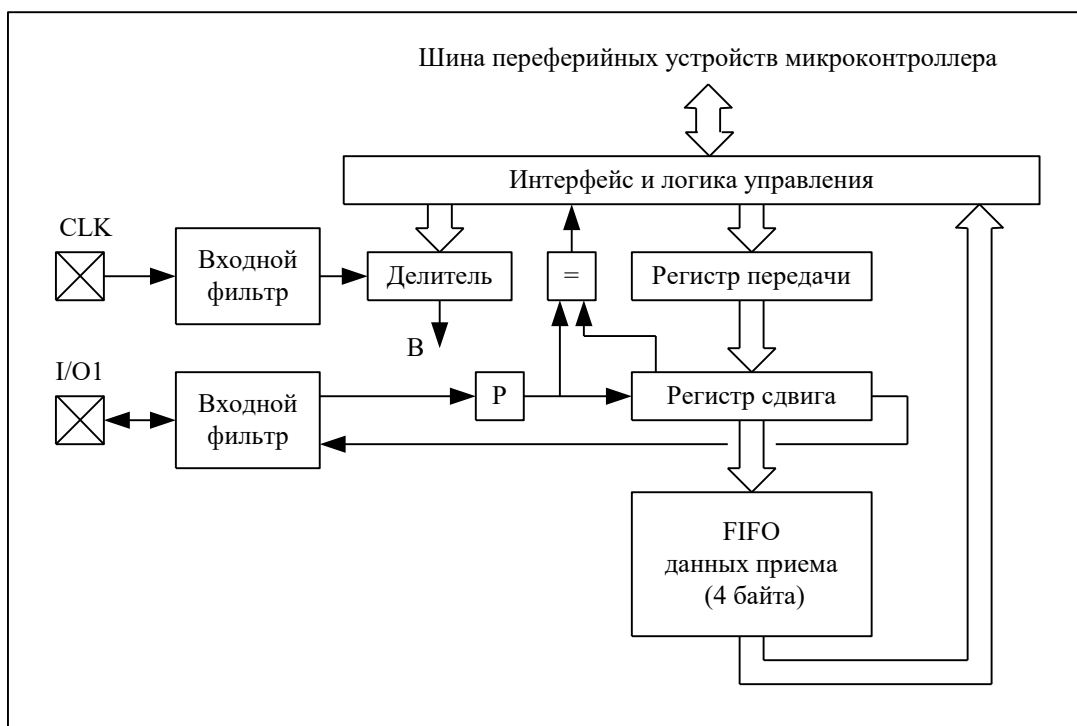 Шина переферийных устройств микроконтроллера
Интерфейс и логика управления
CLK
Входной
фильтр
Делитель
=
Регистр передачи
В
I/O1
Входной
фильтр
Р
Регистр сдвига
FIFO
данных приема
(4 байта)